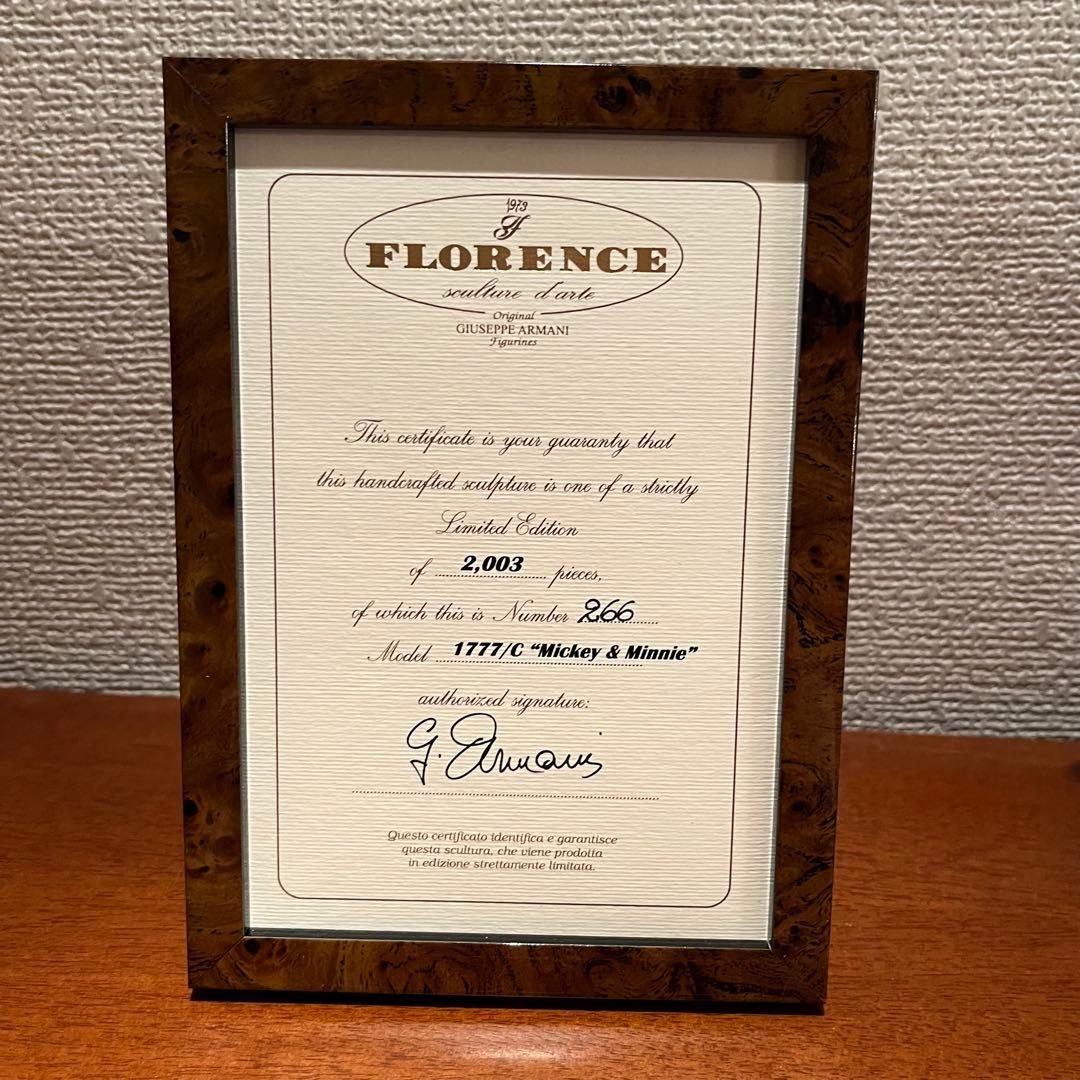 1973
FLORENCE
sculture d'arte
Original
GIUSEPPE ARMANI
Figurines
This certificate is your guaranty that
this handcrafted sculpture is one of a strictly
Limited Edition
of 2,003 pieces,
of which this is Number 266
Model 1777/C "Mickey & Minnie"
authorized signature:
G. Armani
Questo certificato identifica e garantisce
questa scultura, che viene prodotta
in edizione strettamente limitata.